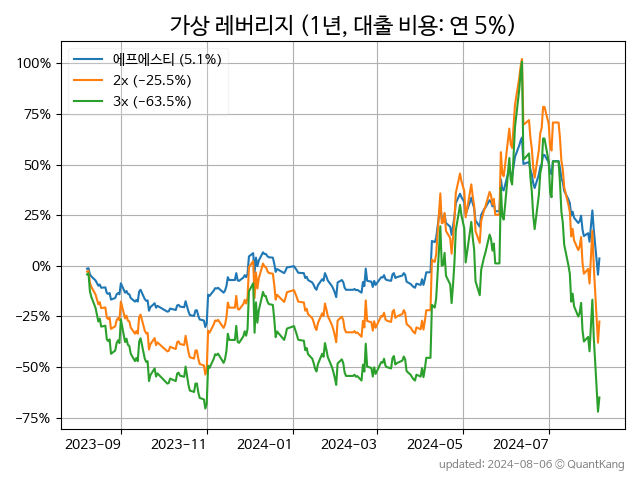 가상 레버리지 (1년, 대출 비용: 연 5%)
에프에스티 (5.1%)
2x (−25.5%)
3x (−63.5%)
100%
75%
50%
25%
0%
−25%
−50%
−75%
2023-09 2023-11 2024-01 2024-03 2024-05 2024-07
updated: 2024-08-06 © QuantKang